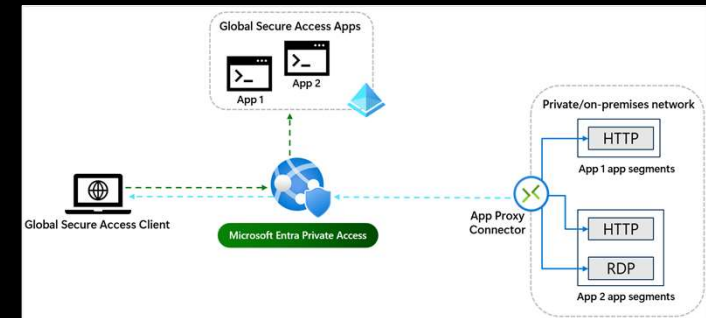 Global Secure Access Apps
>_
>_
App 1
App 2
Private/on-premises network
HTTP
App 1 app segments
Global Secure Access Client
Microsoft Entra Private Access
App Proxy
Connector
HTTP
RDP
App 2 app segments